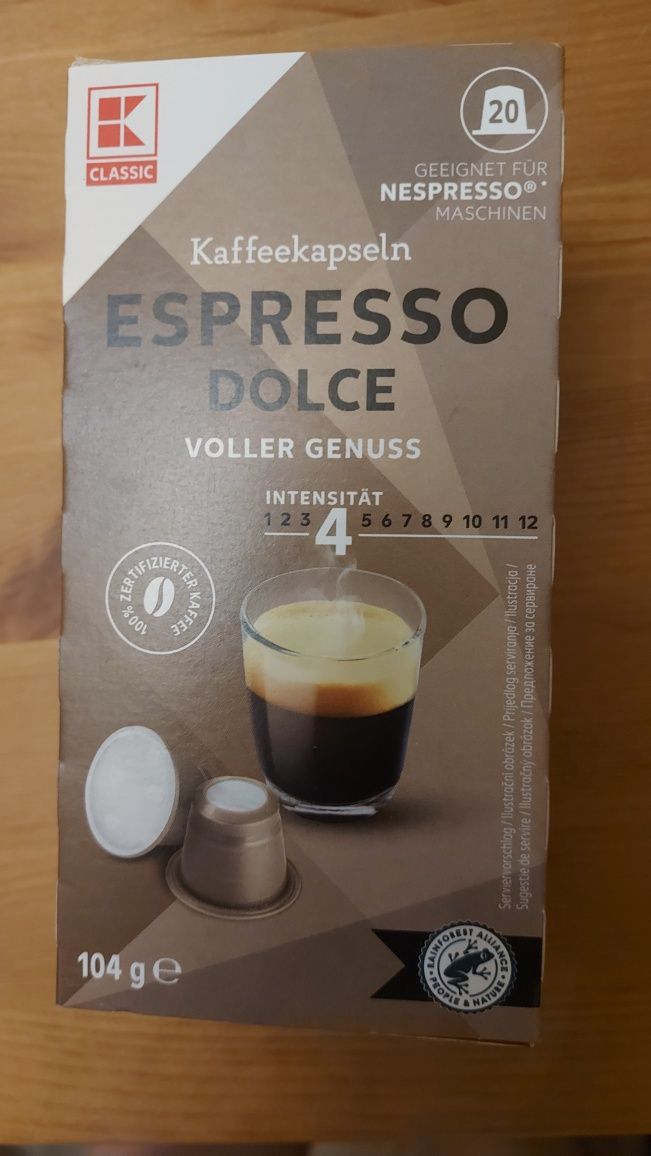 K
CLASSIC
20
GEEIGNET FÜR
NESPRESSO®*
MASCHINEN
Kaffeekapseln
ESPRESSO
DOLCE
VOLLER GENUSS
INTENSITÄT
1 2 3 4 5 6 7 8 9 10 11 12
100% ZERTIFIZIERTER KAFFEE
Serviervorschlag / Ilustrační obrázek / Prijedlog serviranja / Ilustracja /
Sugestie de servire / Ilustračný obrázok / Предложение за сервиране
104 g ℮
RAINFOREST ALLIANCE
PEOPLE & NATURE